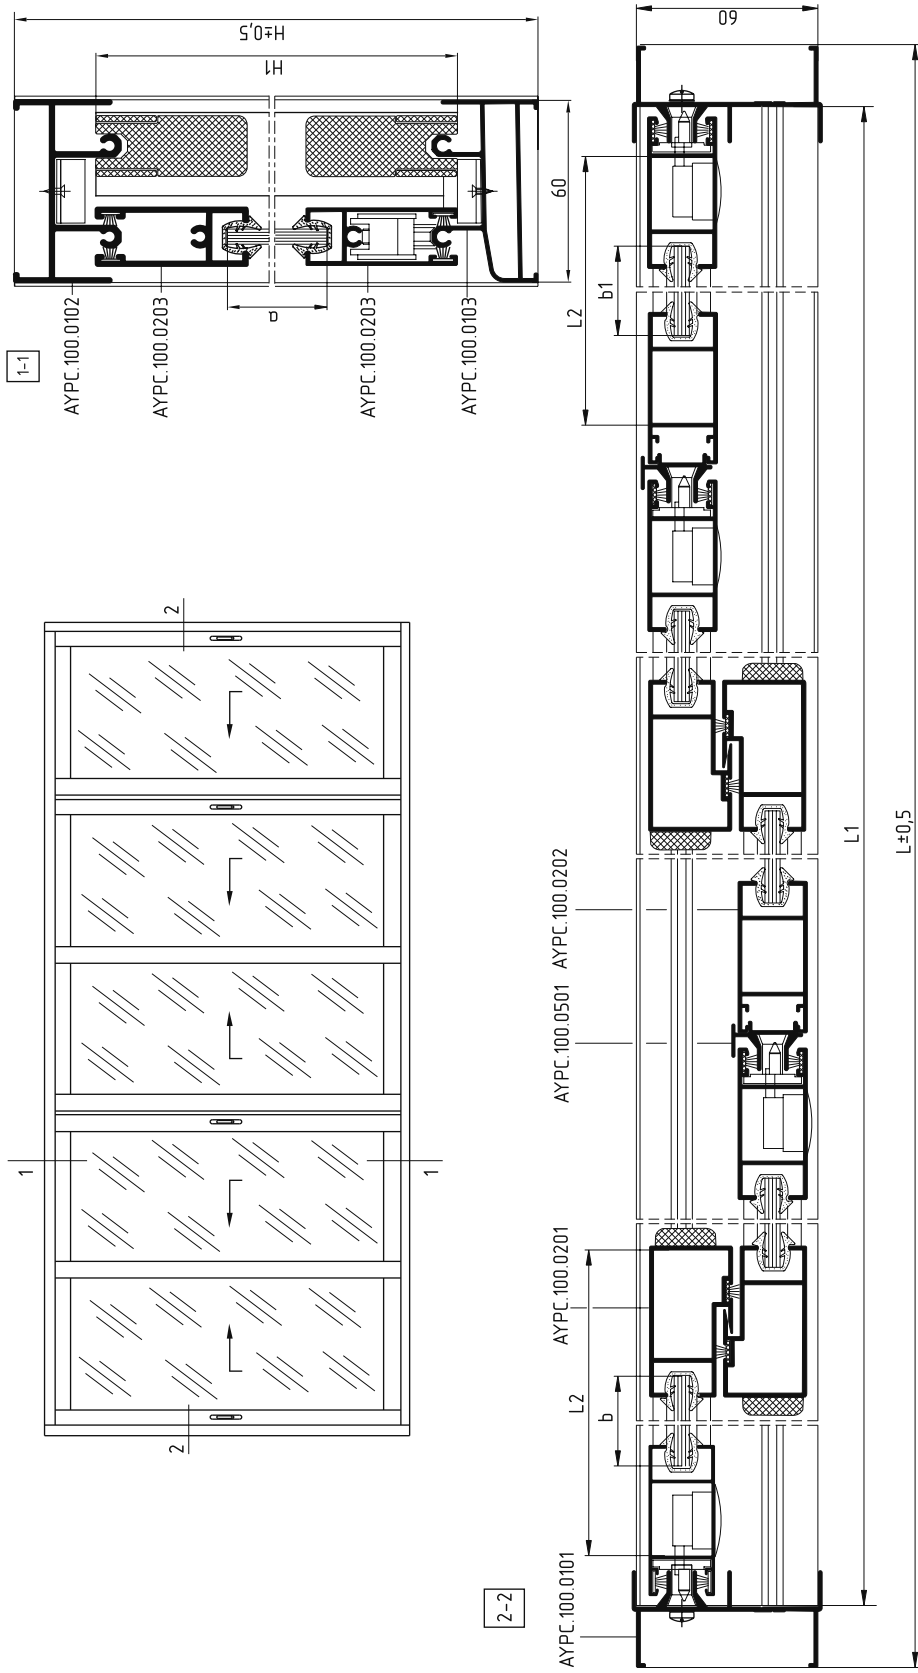 1-1
AYPC.100.0102
AYPC.100.0203
AYPC.100.0203
AYPC.100.0103
H±0,5
H1
60
a
1
1
2
2
2-2
AYPC.100.0101
AYPC.100.0201
AYPC.100.0501
AYPC.100.0202
L2
b
L2
b1
60
L1
L±0,5